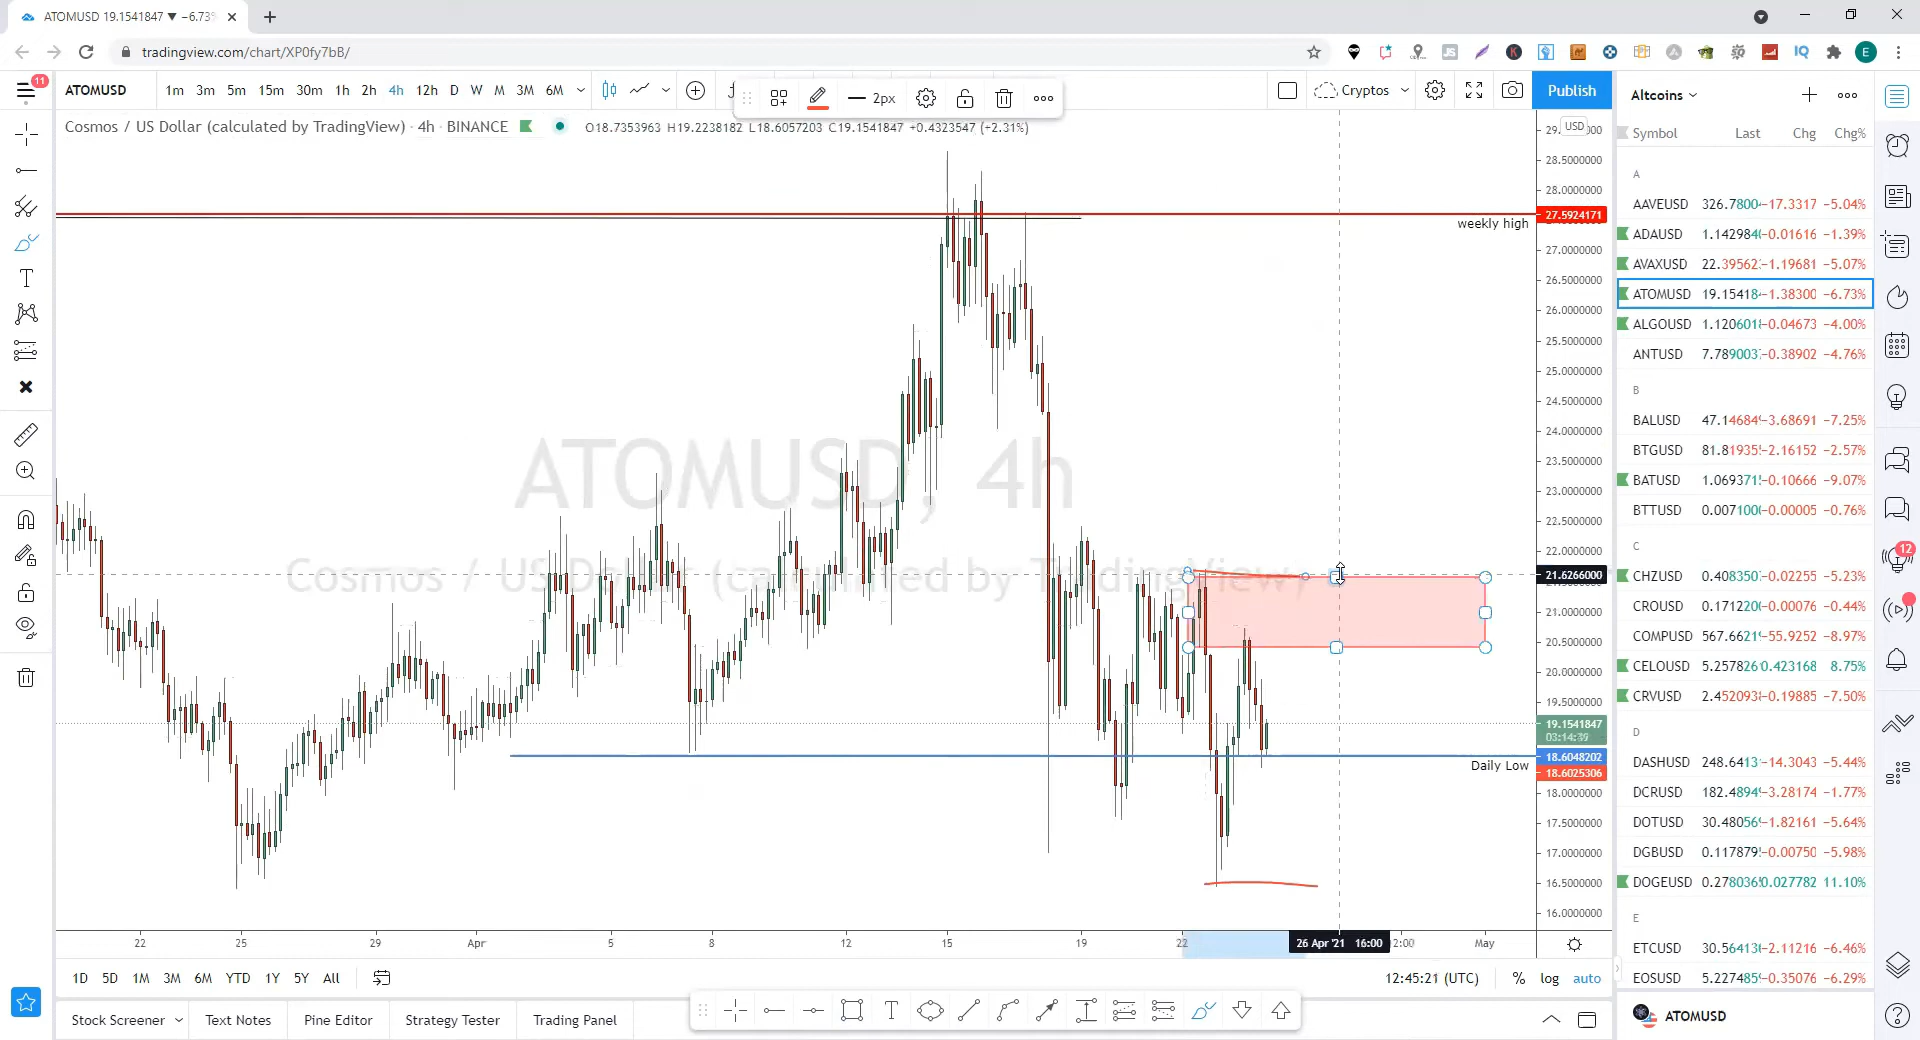 ATOMUSD 19.1541847 ▼ −6.73%
tradingview.com/chart/XP0fy7bB/
11
ATOMUSD 1m 3m 5m 15m 30m 1h 2h 4h 12h D W M 3M 6M 2px Cryptos Publish
Cosmos / US Dollar (calculated by TradingView) · 4h · BINANCE O18.7353963 H19.2238182 L18.6057203 C19.1541847 +0.4323547 (+2.31%)
USD
28.5000000
28.0000000
27.5924171
weekly high
27.0000000
26.5000000
26.0000000
25.5000000
25.0000000
24.5000000
24.0000000
ATOMUSD, 4h
23.5000000
23.0000000
22.5000000
22.0000000
Cosmos / US Dollar (calculated by TradingView)
21.6266000
21.0000000
20.5000000
20.0000000
19.5000000
19.1541847
03:14:39
18.6048202
Daily Low
18.6025306
18.0000000
17.5000000
17.0000000
16.5000000
16.0000000
22 25 29 Apr 5 8 12 15 19 22 26 Apr '21 16:00 2:00 May
1D 5D 1M 3M 6M YTD 1Y 5Y All 12:45:21 (UTC) % log auto
Stock Screener Text Notes Pine Editor Strategy Tester Trading Panel
Altcoins
Symbol Last Chg Chg%
A
AAVEUSD 326.7800 −17.3317 −5.04%
ADAUSD 1.142984 −0.01616 −1.39%
AVAXUSD 22.39562 −1.19681 −5.07%
ATOMUSD 19.15418 −1.38300 −6.73%
ALGOUSD 1.120601 −0.04673 −4.00%
ANTUSD 7.789003 −0.38902 −4.76%
B
BALUSD 47.14684 −3.68691 −7.25%
BTGUSD 81.81935 −2.16152 −2.57%
BATUSD 1.069371 −0.10666 −9.07%
BTTUSD 0.007100 −0.00005 −0.76%
C
CHZUSD 0.408350 −0.02255 −5.23%
CROUSD 0.171220 −0.00076 −0.44%
COMPUSD 567.6621 −55.9252 −8.97%
CELOUSD 5.25782 0.423168 8.75%
CRVUSD 2.452093 −0.19885 −7.50%
D
DASHUSD 248.6413 −14.3043 −5.44%
DCRUSD 182.4894 −3.28174 −1.77%
DOTUSD 30.48056 −1.82161 −5.64%
DGBUSD 0.117879 −0.00750 −5.98%
DOGEUSD 0.278036 0.027782 11.10%
E
ETCUSD 30.56413 −2.11216 −6.46%
EOSUSD 5.227485 −0.35076 −6.29%
ATOMUSD
12